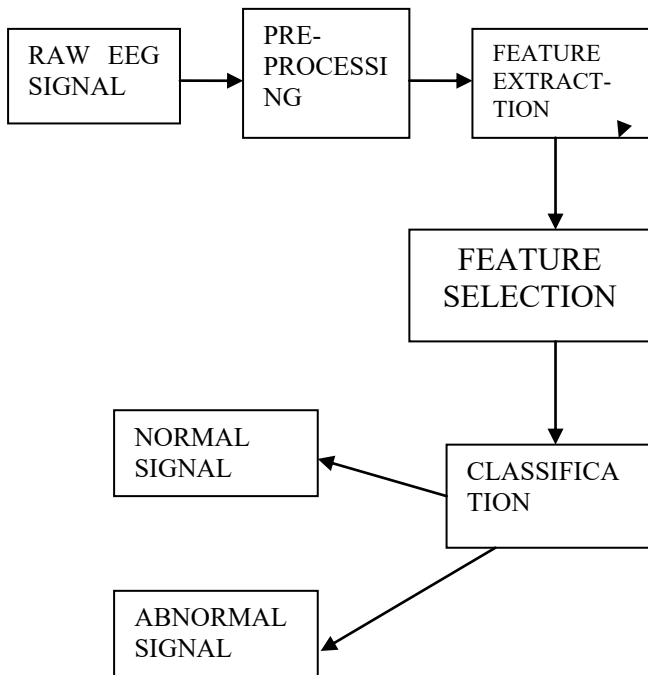 RAW EEG
SIGNAL
PRE-
PROCESSI
NG
FEATURE
EXTRACT-
TION
FEATURE
SELECTION
NORMAL
SIGNAL
CLASSIFICA
TION
ABNORMAL
SIGNAL